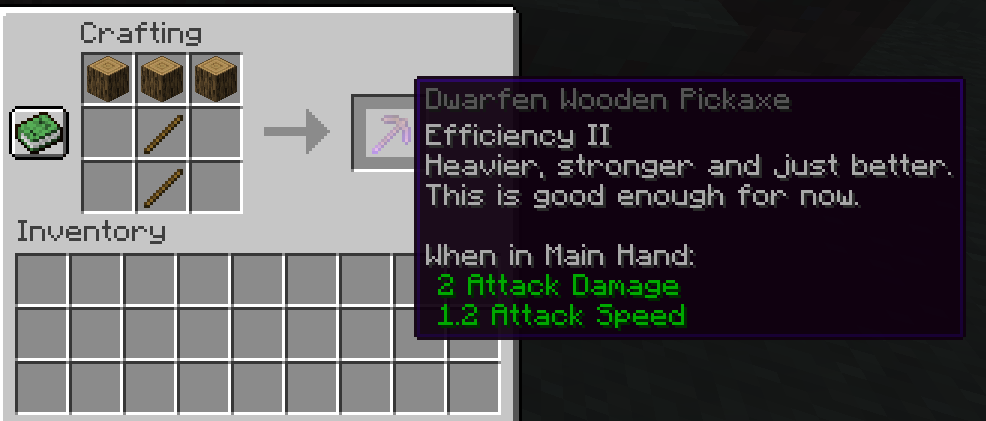 Crafting
Dwarfen Wooden Pickaxe
Efficiency II
Heavier, stronger and just better.
This is good enough for now.
When in Main Hand:
2 Attack Damage
1.2 Attack Speed
Inventory